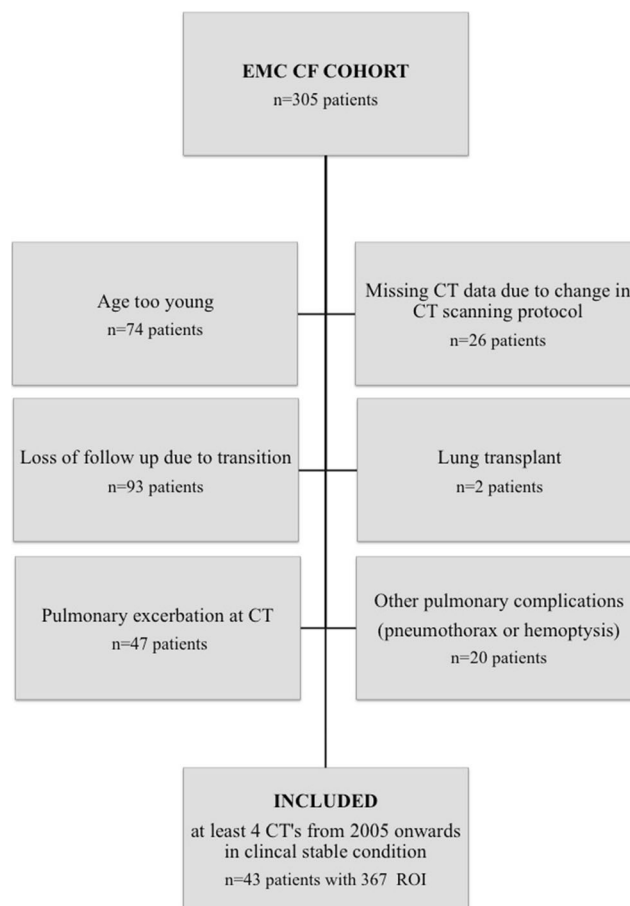 EMC CF COHORT
n=305 patients
Age too young
n=74 patients
Missing CT data due to change in
CT scanning protocol
n=26 patients
Loss of follow up due to transition
n=93 patients
Lung transplant
n=2 patients
Pulmonary excerbation at CT
n=47 patients
Other pulmonary complications
(pneumothorax or hemoptysis)
n=20 patients
INCLUDED
at least 4 CT's from 2005 onwards
in clincal stable condition
n=43 patients with 367 ROI